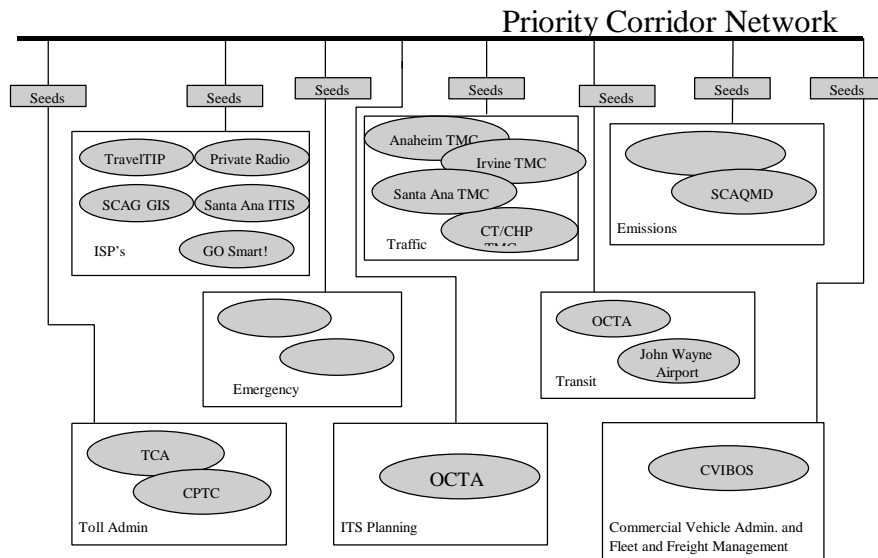 Priority Corridor Network
Seeds
Seeds
Seeds
Seeds
Seeds
Seeds
Seeds
TravelTIP
Private Radio
SCAG GIS
Santa Ana ITIS
GO Smart!
ISP's
Anaheim TMC
Irvine TMC
Santa Ana TMC
CT/CHP
TMC
Traffic
SCAQMD
Emissions
Emergency
OCTA
John Wayne
Airport
Transit
TCA
CPTC
Toll Admin
OCTA
ITS Planning
CVIBOS
Commercial Vehicle Admin. and
Fleet and Freight Management